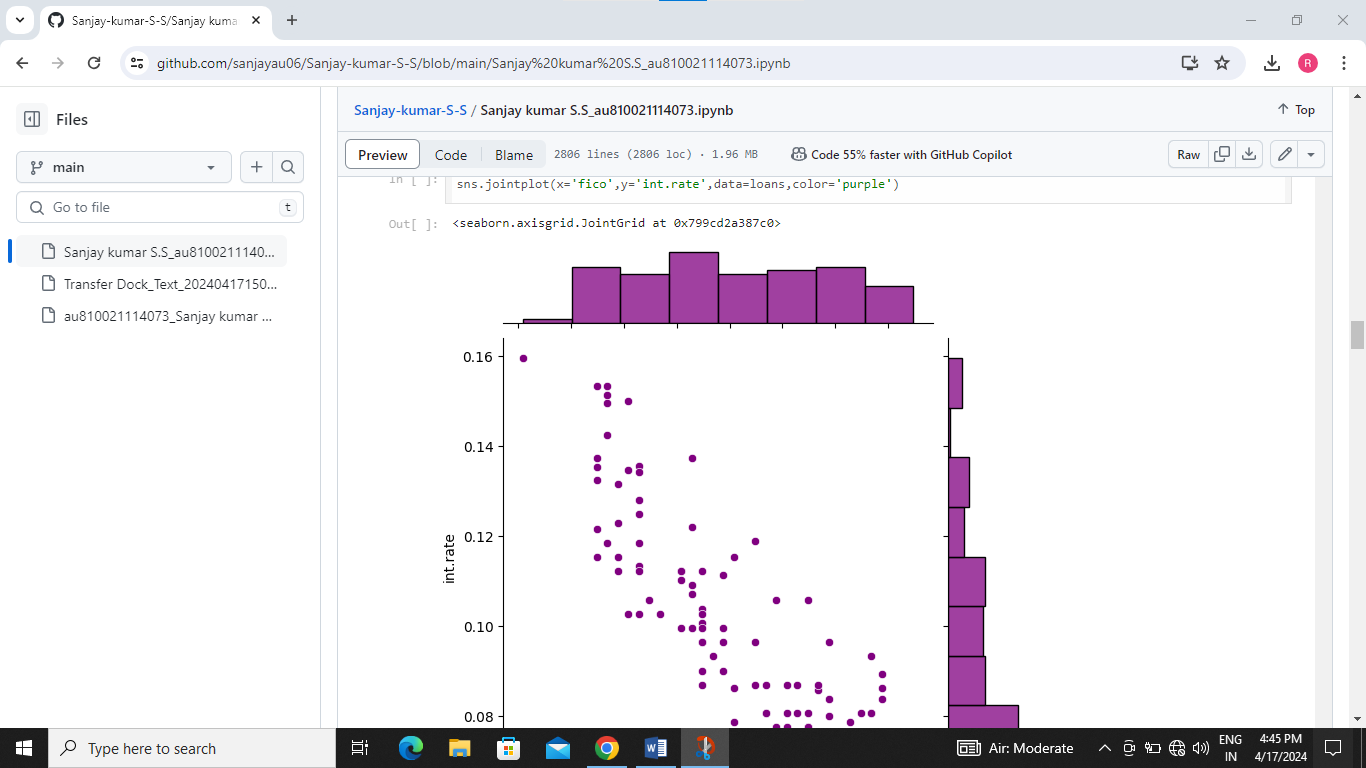 Sanjay-kumar-S-S/Sanjay kuma
github.com/sanjayau06/Sanjay-kumar-S-S/blob/main/Sanjay%20kumar%20S.S_au810021114073.ipynb
R
Files
main
Go to file
t
Sanjay kumar S.S_au8100211140...
Transfer Dock_Text_20240417150...
au810021114073_Sanjay kumar ...
Sanjay-kumar-S-S / Sanjay kumar S.S_au810021114073.ipynb
Top
Preview
Code
Blame
2806 lines (2806 loc) · 1.96 MB
Code 55% faster with GitHub Copilot
Raw
In [ ]:
sns.jointplot(x='fico',y='int.rate',data=loans,color='purple')
Out[ ]:
<seaborn.axisgrid.JointGrid at 0x799cd2a387c0>
0.16
0.14
0.12
0.10
0.08
int.rate
Type here to search
Air: Moderate
ENG
IN
4:45 PM
4/17/2024